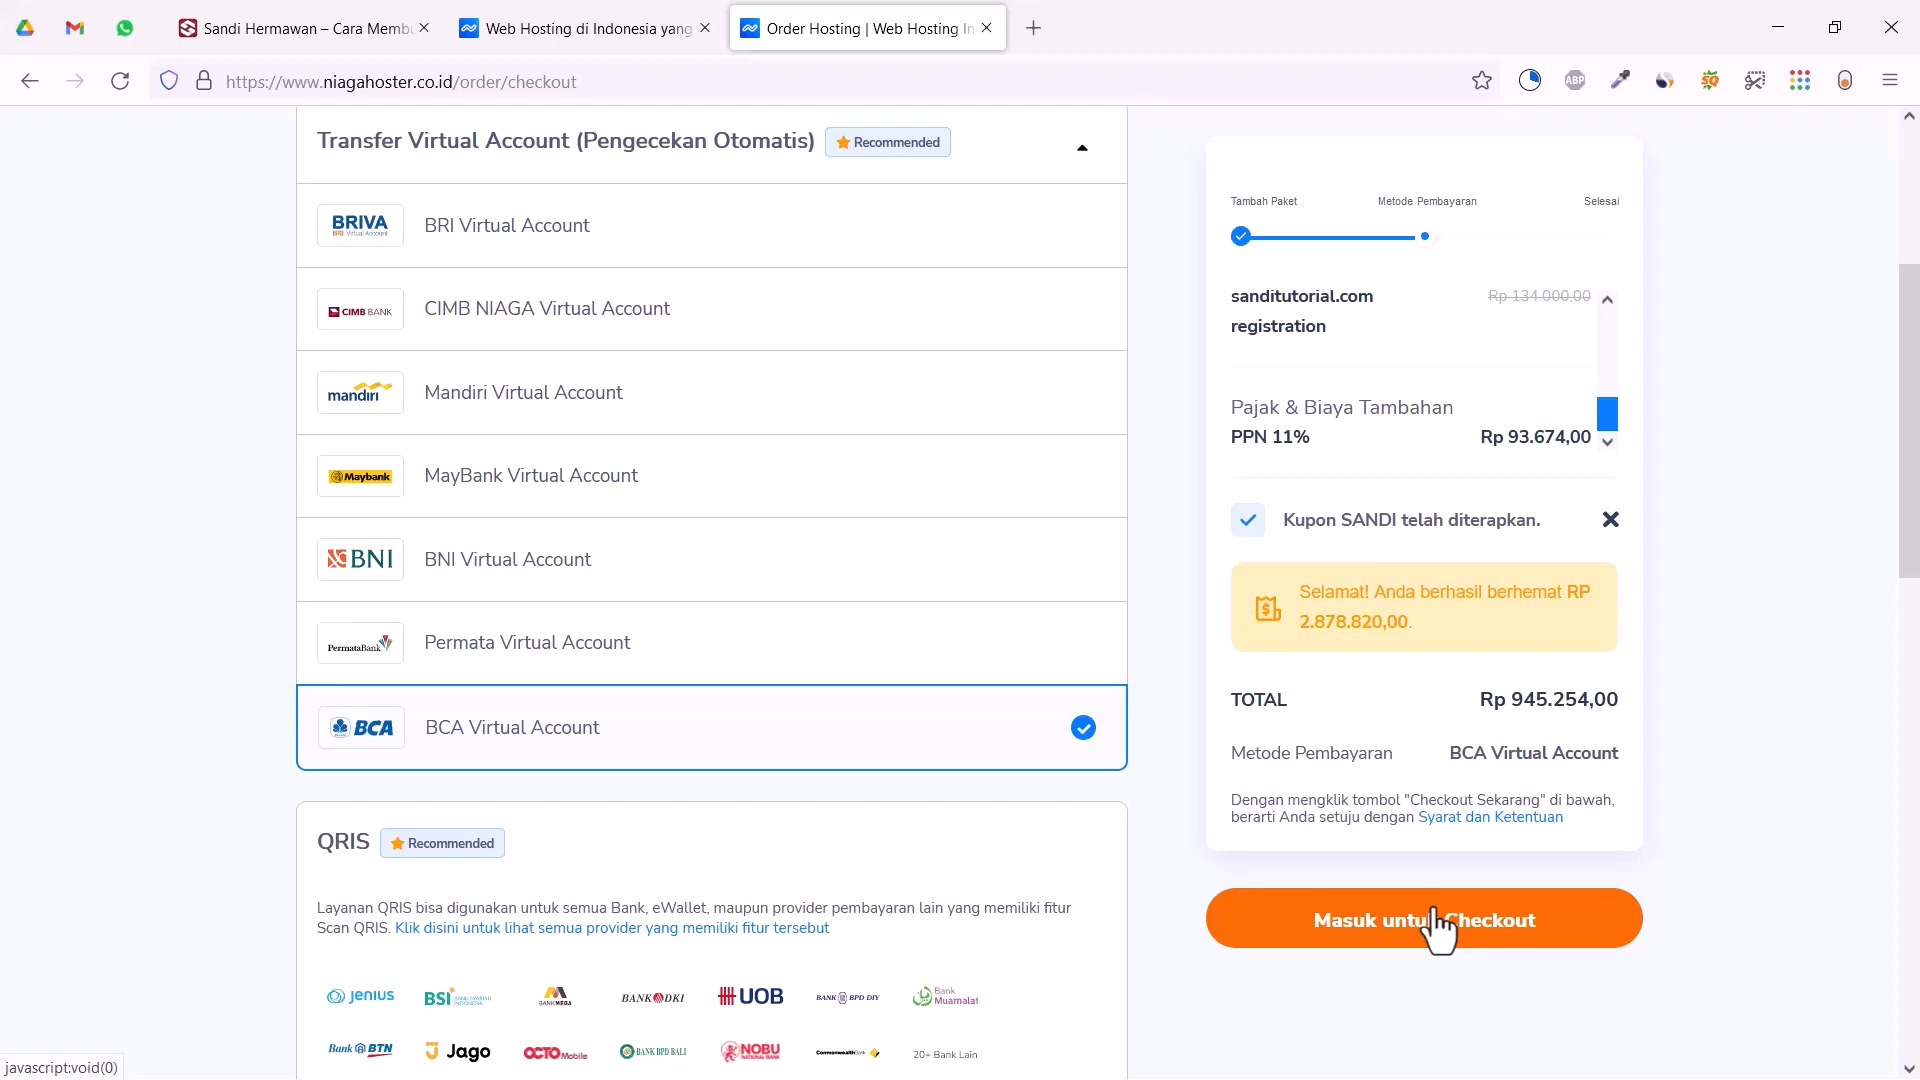 Sandi Hermawan – Cara Membu
Web Hosting di Indonesia yang
Order Hosting | Web Hosting In
https://www.niagahoster.co.id/order/checkout
ABP
SQ
Transfer Virtual Account (Pengecekan Otomatis)
Recommended
BRIVA
BRI Virtual Account
BRI Virtual Account
CIMB BANK
CIMB NIAGA Virtual Account
mandiri
Mandiri Virtual Account
Maybank
MayBank Virtual Account
BNI
BNI Virtual Account
PermataBank
Permata Virtual Account
BCA
BCA Virtual Account
QRIS
Recommended
Layanan QRIS bisa digunakan untuk semua Bank, eWallet, maupun provider pembayaran lain yang memiliki fitur
Scan QRIS. Klik disini untuk lihat semua provider yang memiliki fitur tersebut
jenius
BSI BANK SYARIAH INDONESIA
BANK MEGA
BANK DKI
UOB
BANK BPD DIY
Bank Muamalat
Bank BTN
Jago
OCTO Mobile
BANK BPD BALI
NOBU NATIONAL BANK
CommonwealthBank
20+ Bank Lain
Tambah Paket
Metode Pembayaran
Selesai
sanditutorial.com
registration
Rp 134.000,00
Pajak & Biaya Tambahan
PPN 11%
Rp 93.674,00
Kupon SANDI telah diterapkan.
Selamat! Anda berhasil berhemat RP
2.878.820,00.
TOTAL
Rp 945.254,00
Metode Pembayaran
BCA Virtual Account
Dengan mengklik tombol "Checkout Sekarang" di bawah,
berarti Anda setuju dengan Syarat dan Ketentuan
Masuk untuk Checkout
javascript:void(0)